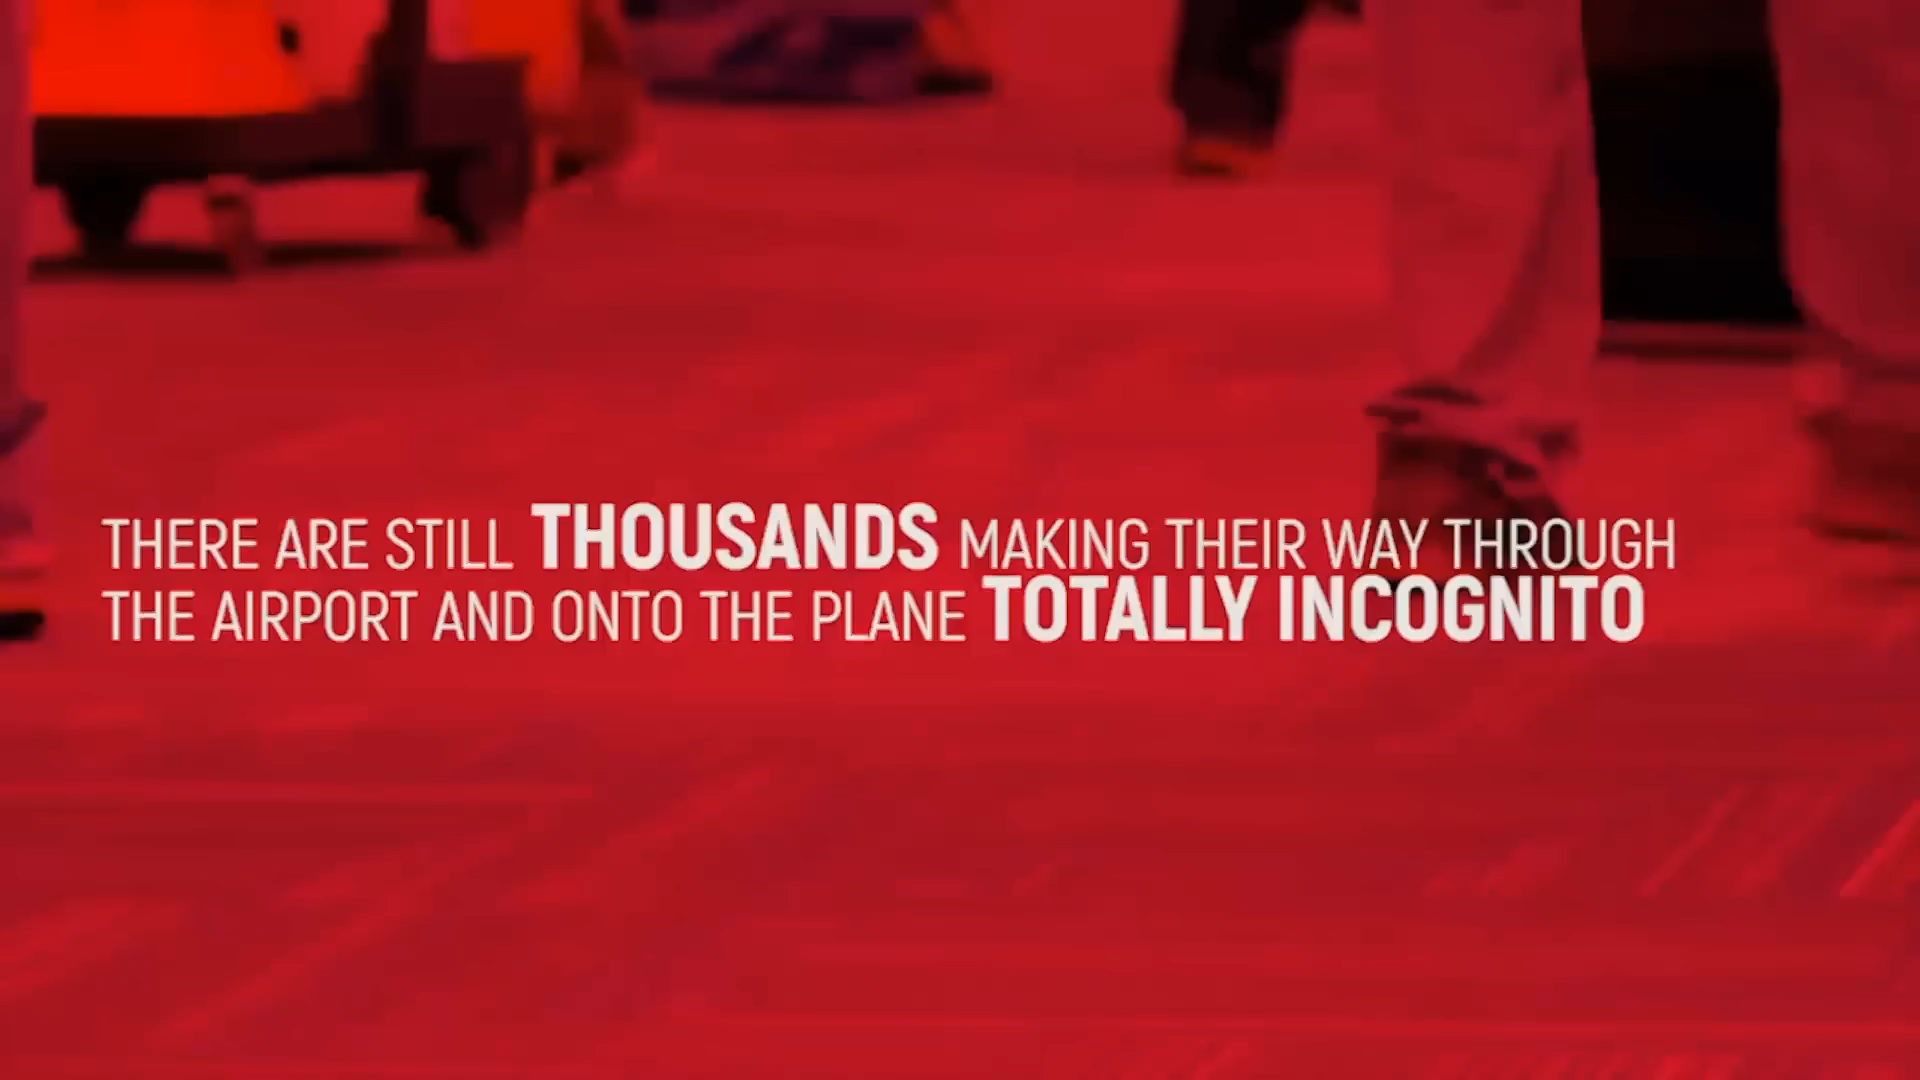 THERE ARE STILL THOUSANDS MAKING THEIR WAY THROUGH
THE AIRPORT AND ONTO THE PLANE TOTALLY INCOGNITO